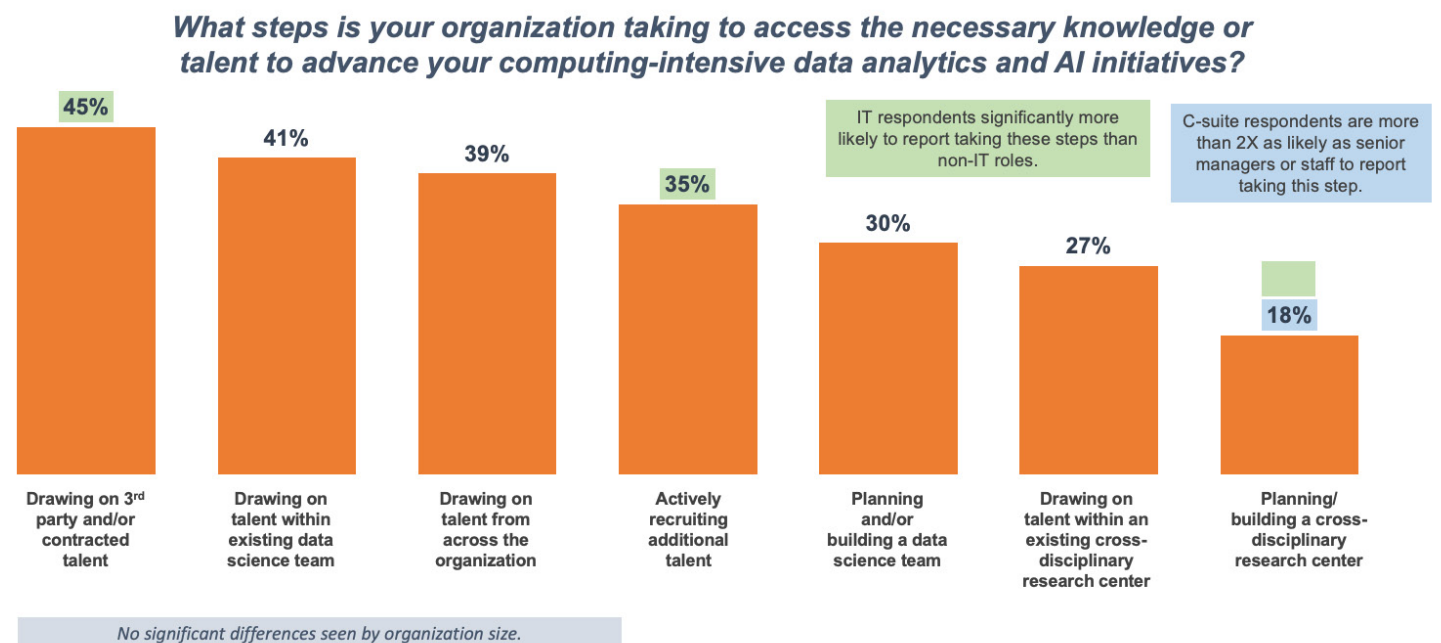 What steps is your organization taking to access the necessary knowledge or
talent to advance your computing-intensive data analytics and AI initiatives?
45%
41%
39%
35%
30%
27%
18%
IT respondents significantly more
likely to report taking these steps than
non-IT roles.
C-suite respondents are more
than 2X as likely as senior
managers or staff to report
taking this step.
Drawing on 3rd
party and/or
contracted
talent
Drawing on
talent within
existing data
science team
Drawing on
talent from
across the
organization
Actively
recruiting
additional
talent
Planning
and/or
building a data
science team
Drawing on
talent within an
existing cross-
disciplinary
research center
Planning/
building a cross-
disciplinary
research center
No significant differences seen by organization size.